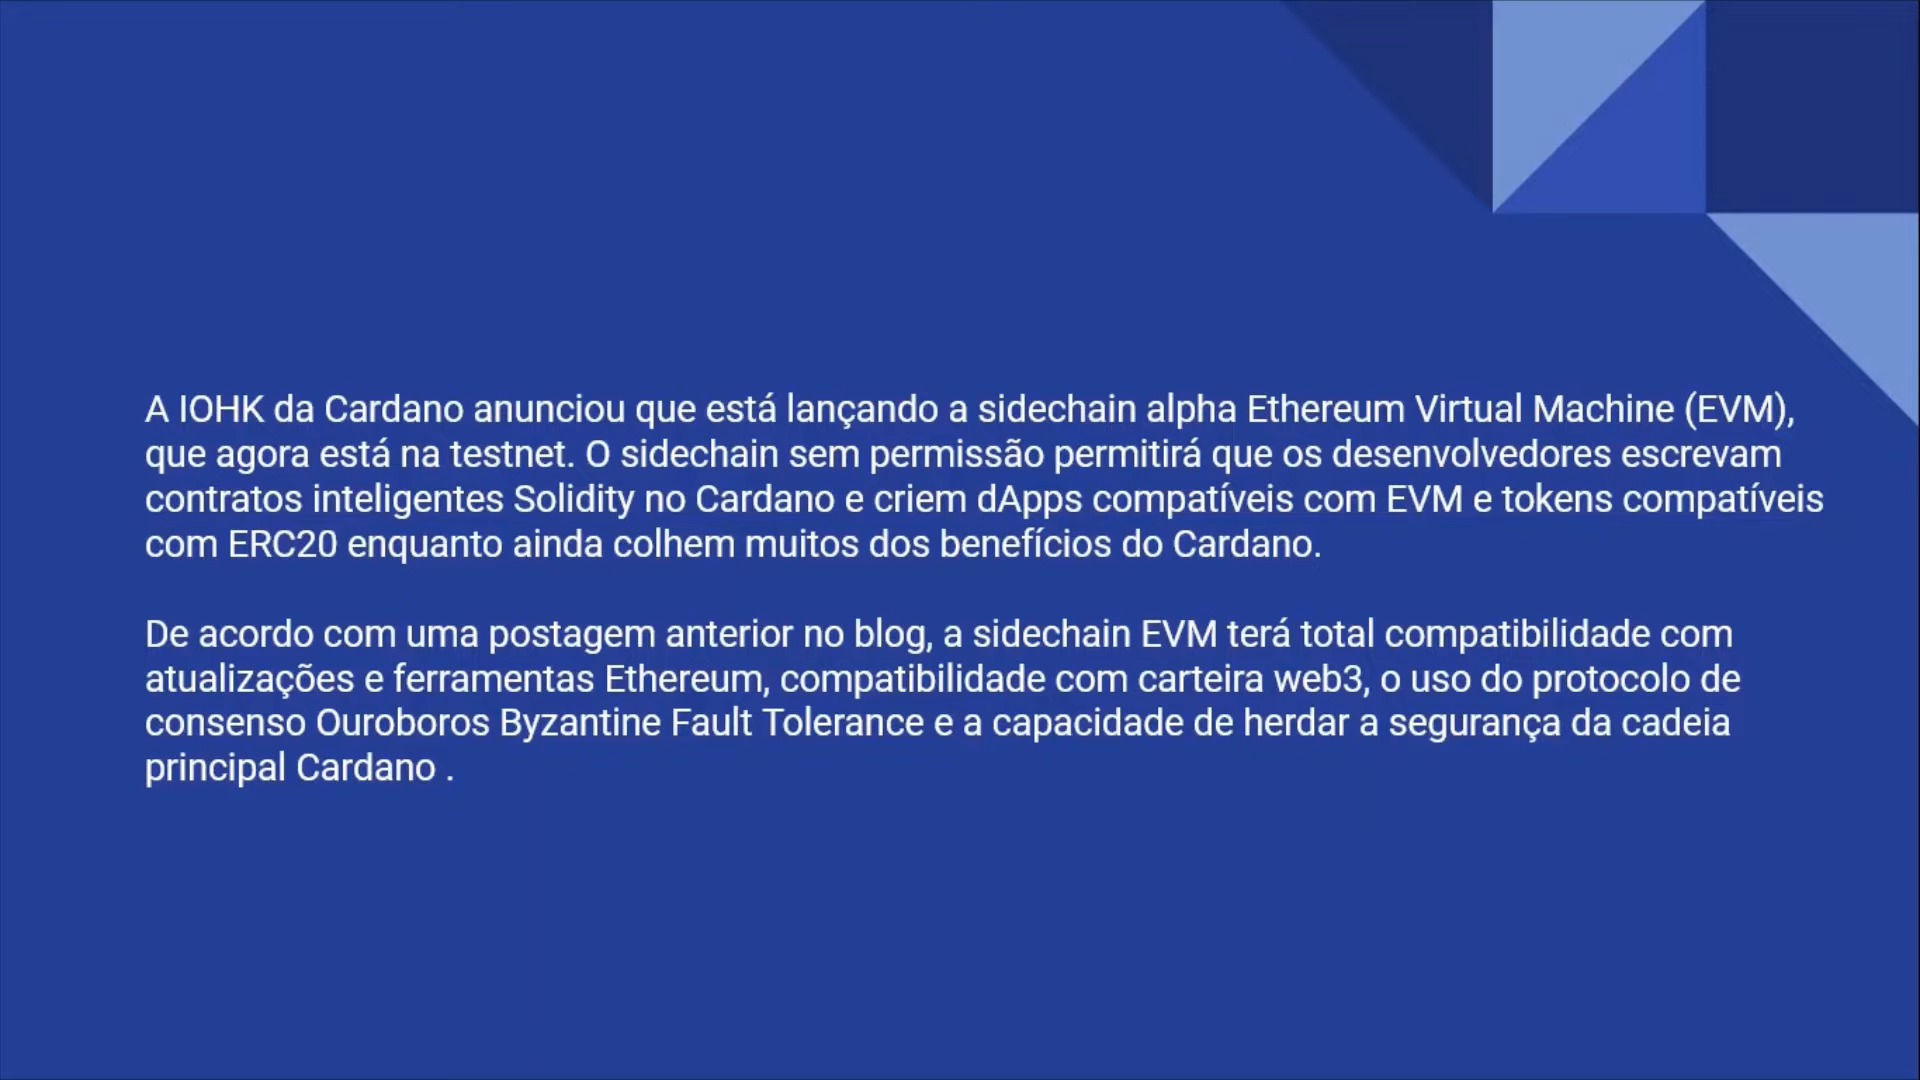 A IOHK da Cardano anunciou que está lançando a sidechain alpha Ethereum Virtual Machine (EVM),
que agora está na testnet. O sidechain sem permissão permitirá que os desenvolvedores escrevam
contratos inteligentes Solidity no Cardano e criem dApps compatíveis com EVM e tokens compatíveis
com ERC20 enquanto ainda colhem muitos dos benefícios do Cardano.
De acordo com uma postagem anterior no blog, a sidechain EVM terá total compatibilidade com
atualizações e ferramentas Ethereum, compatibilidade com carteira web3, o uso do protocolo de
consenso Ouroboros Byzantine Fault Tolerance e a capacidade de herdar a segurança da cadeia
principal Cardano .